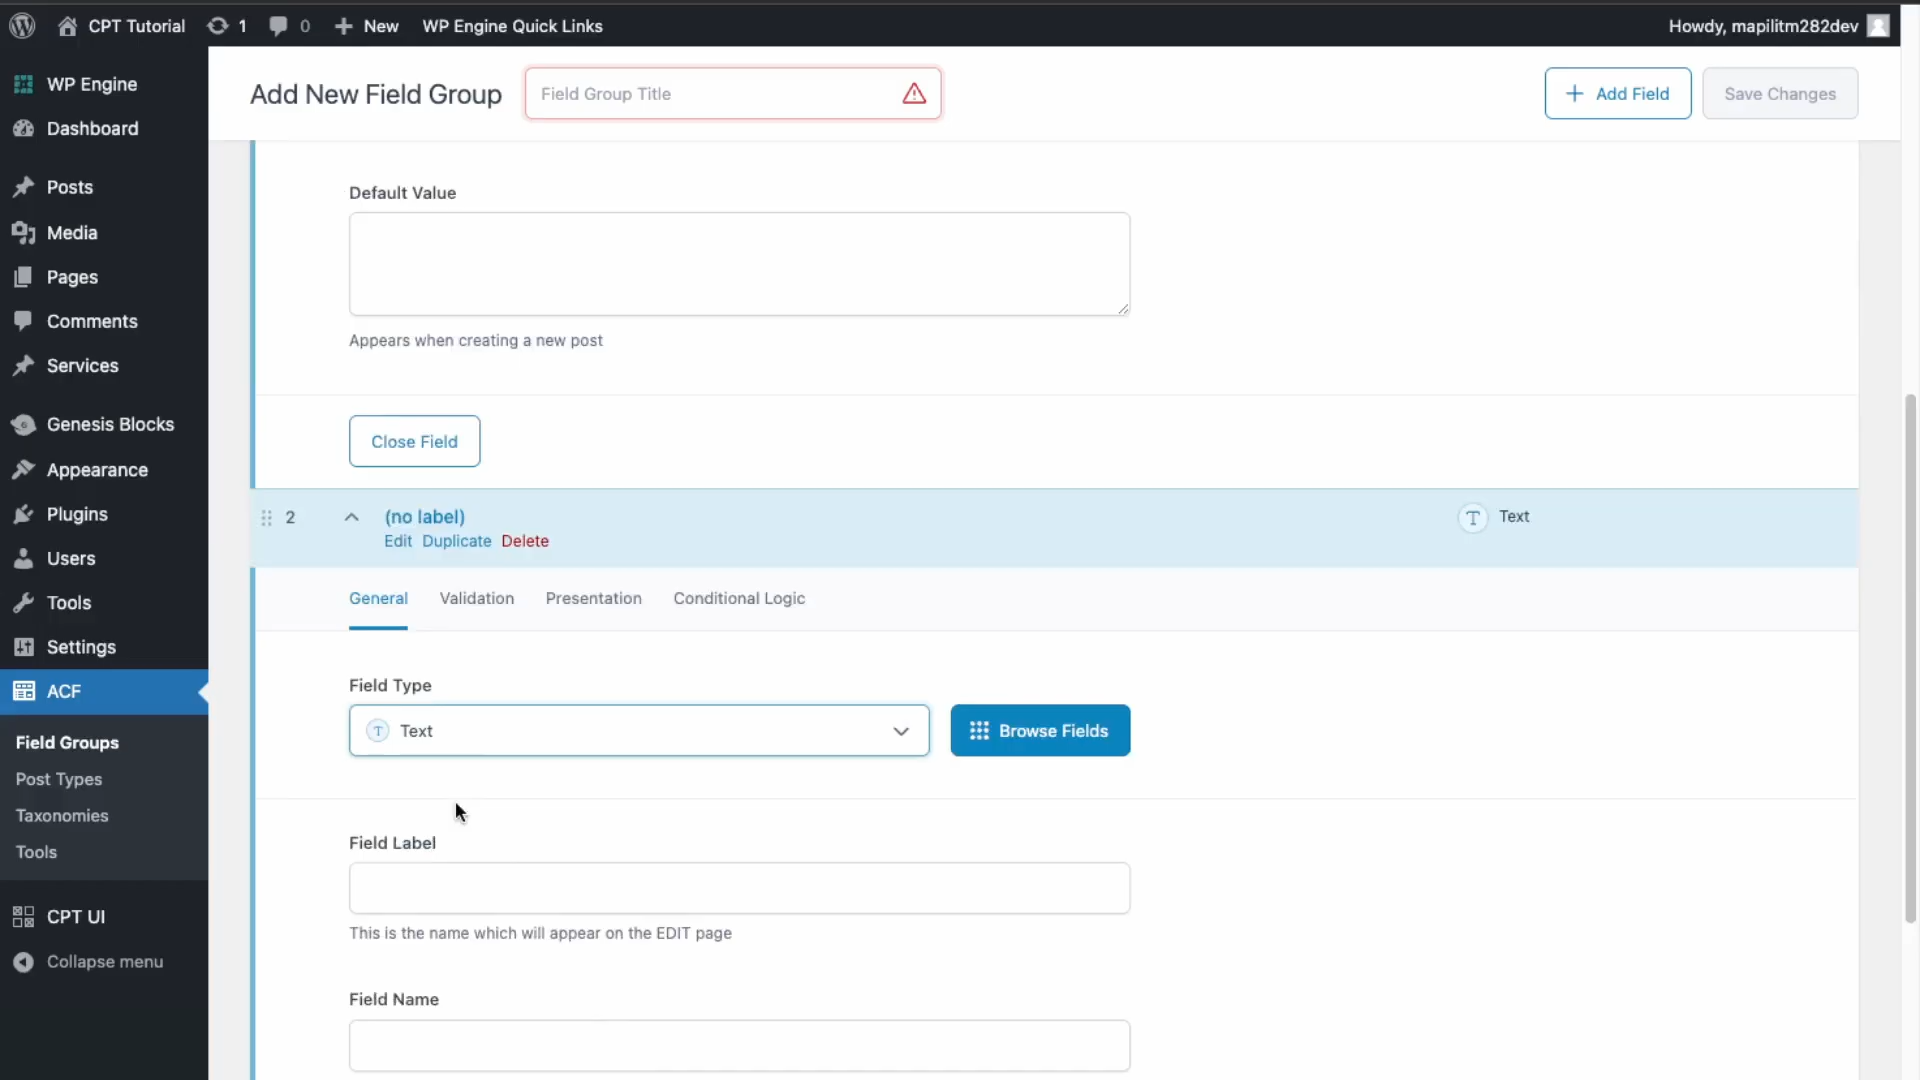 CPT Tutorial 1 0 New WP Engine Quick Links Howdy, mapilitm282dev
WP Engine
Dashboard
Posts
Media
Pages
Comments
Services
Genesis Blocks
Appearance
Plugins
Users
Tools
Settings
ACF
Field Groups
Post Types
Taxonomies
Tools
CPT UI
Collapse menu
Add New Field Group Field Group Title + Add Field Save Changes
Default Value
Appears when creating a new post
Close Field
2 (no label) T Text
Edit Duplicate Delete
General Validation Presentation Conditional Logic
Field Type
T Text Browse Fields
Field Label
This is the name which will appear on the EDIT page
Field Name